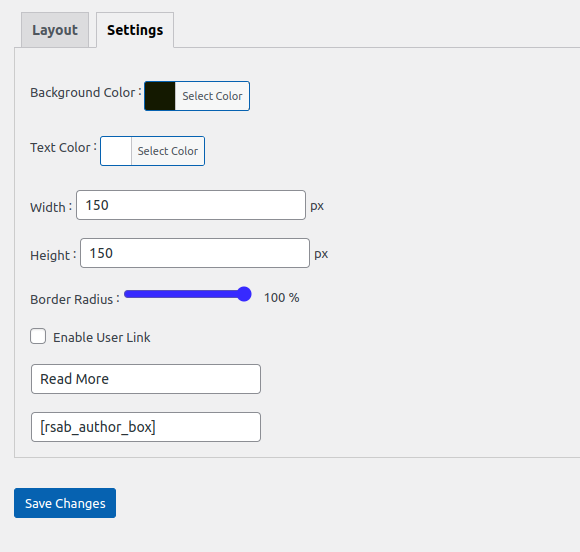 Layout Settings
Background Color : Select Color
Text Color : Select Color
Width : 150 px
Height : 150 px
Border Radius : 100 %
Enable User Link
Read More
[rsab_author_box]
Save Changes